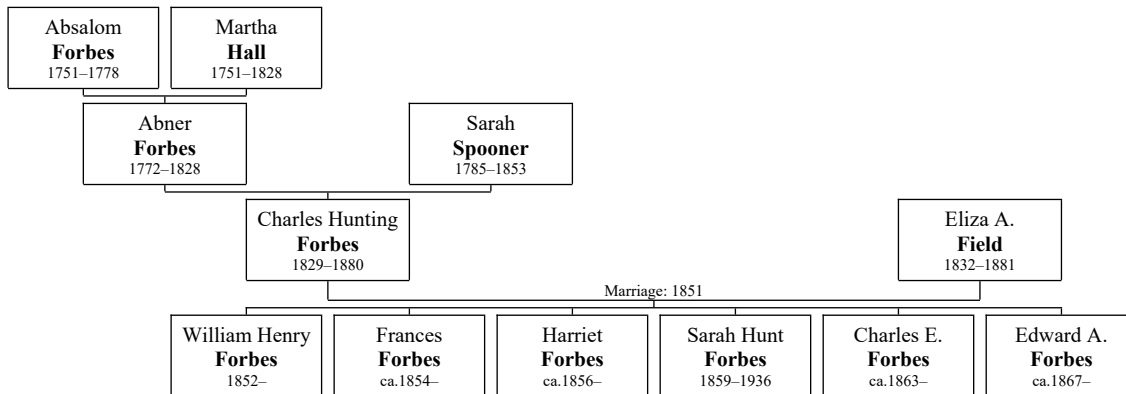 Absalom
Forbes
1751–1778
Martha
Hall
1751–1828
Abner
Forbes
1772–1828
Sarah
Spooner
1785–1853
Charles Hunting
Forbes
1829–1880
Eliza A.
Field
1832–1881
Marriage: 1851
William Henry
Forbes
1852–
Frances
Forbes
ca.1854–
Harriet
Forbes
ca.1856–
Sarah Hunt
Forbes
1859–1936
Charles E.
Forbes
ca.1863–
Edward A.
Forbes
ca.1867–